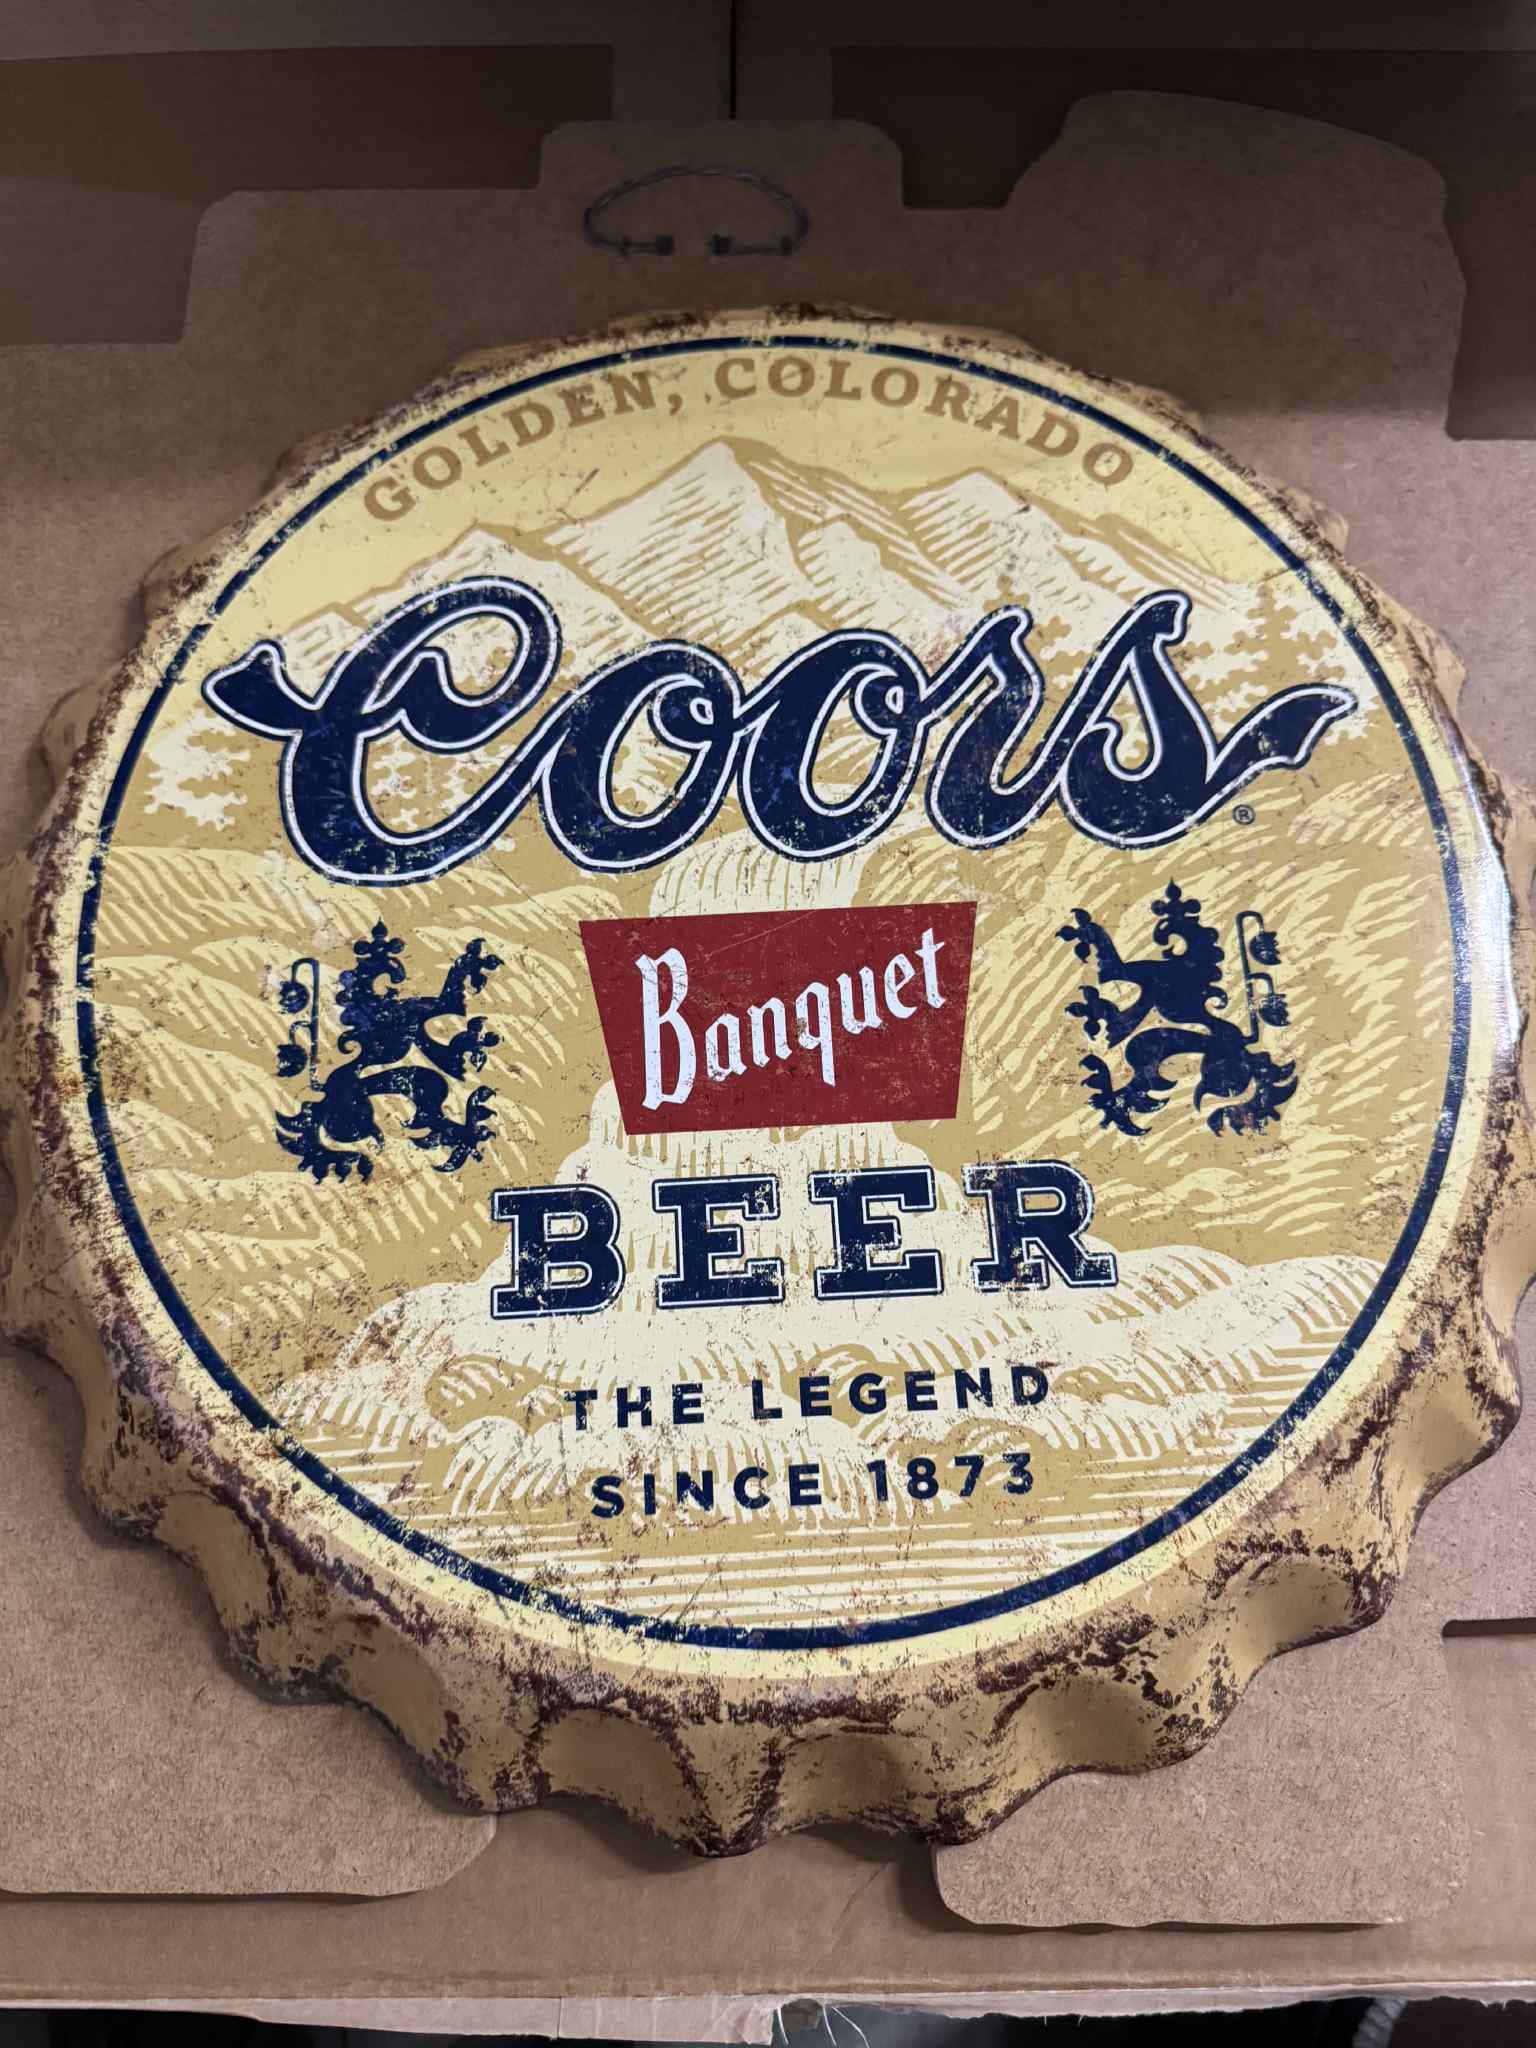 GOLDEN, COLORADO
Coors®
Banquet
BEER
THE LEGEND
SINCE 1873